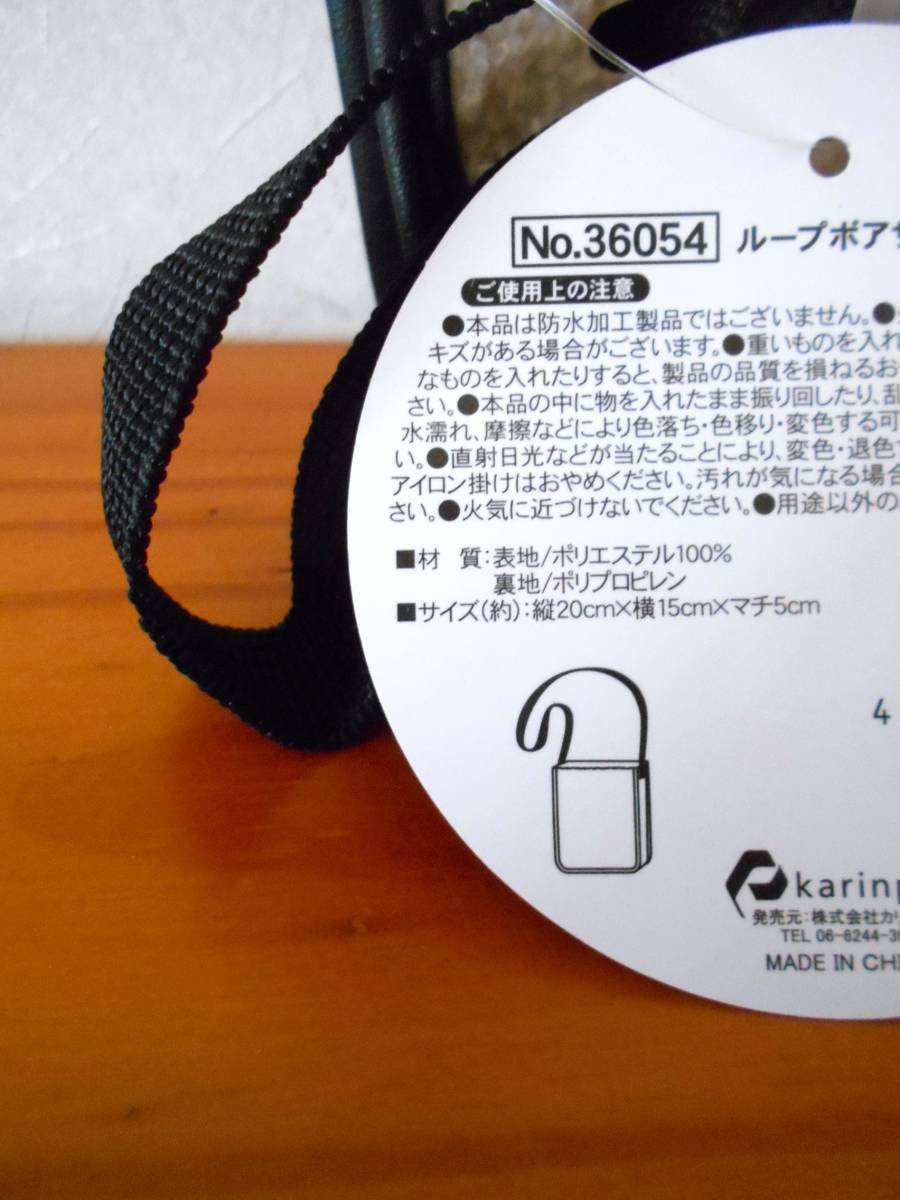 No.36054 ループボア
ご使用上の注意
●本品は防水加工製品ではございません。●
キズがある場合がございます。●重いものを入れ
なものを入れたりすると、製品の品質を損ねるお
さい。●本品の中に物を入れたまま振り回したり、乱
水濡れ、摩擦などにより色落ち・色移り・変色する可
い。●直射日光などが当たることにより、変色・退色
アイロン掛けはおやめください。汚れが気になる場合
さい。●火気に近づけないでください。●用途以外の
■材 質：表地/ポリエステル100%
裏地/ポリプロピレン
■サイズ（約）：縦20cm×横15cm×マチ5cm
4
karinp
発売元：株式会社カリ
TEL 06-6244-3
MADE IN CHI